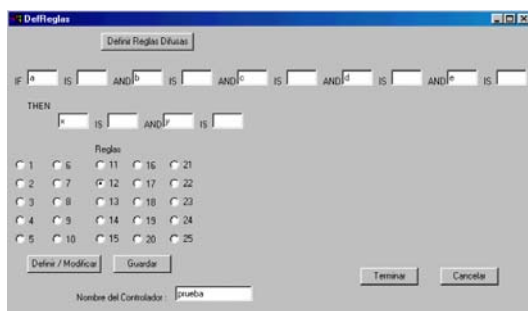 DefReglas
Definir Reglas Difusas
IF a IS AND b IS AND c IS AND d IS AND e IS
THEN
x IS AND y IS
Reglas
1 6 11 16 21
2 7 12 17 22
3 8 13 18 23
4 9 14 19 24
5 10 15 20 25
Definir / Modificar Guardar
Terminar Cancelar
Nombre del Controlador : prueba